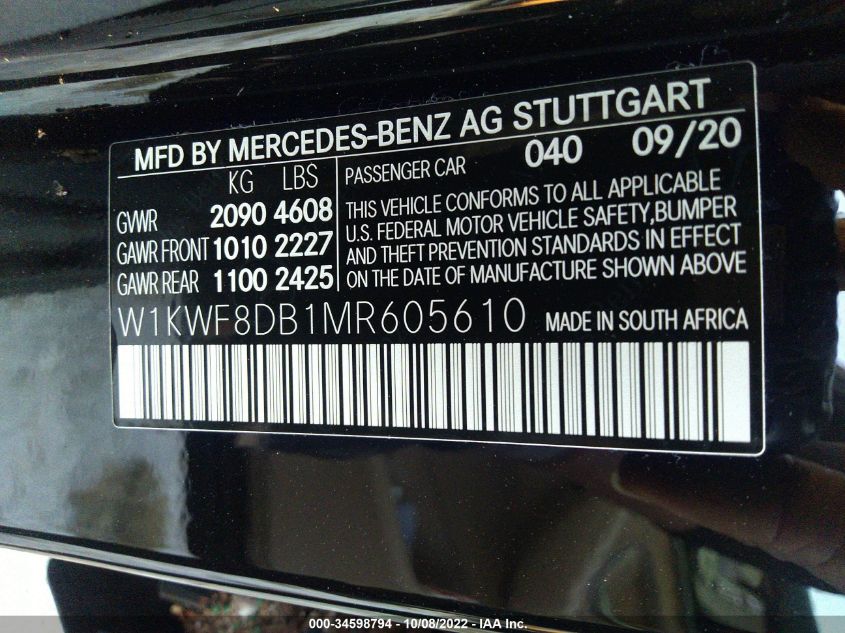 MFD BY MERCEDES-BENZ AG STUTTGART
KG LBS
GVWR 2090 4608
GAWR FRONT 1010 2227
GAWR REAR 1100 2425
PASSENGER CAR 040 09/20
THIS VEHICLE CONFORMS TO ALL APPLICABLE
U.S. FEDERAL MOTOR VEHICLE SAFETY,BUMPER
AND THEFT PREVENTION STANDARDS IN EFFECT
ON THE DATE OF MANUFACTURE SHOWN ABOVE
W1KWF8DB1MR605610 MADE IN SOUTH AFRICA
000-34598794 - 10/08/2022 - IAA Inc.